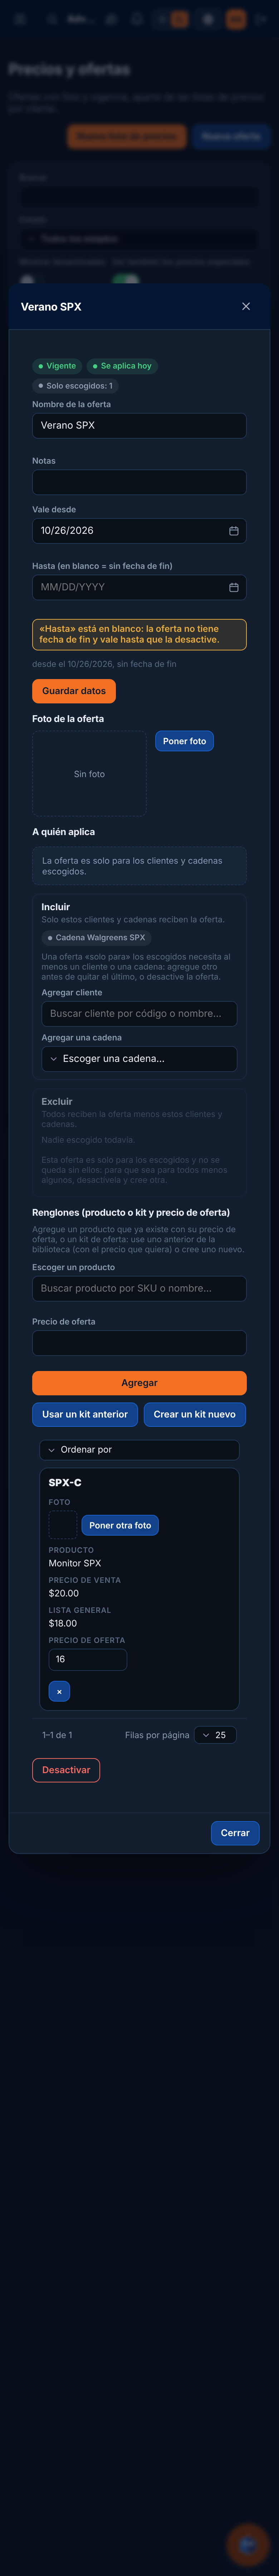 Precios y ofertas
Verano SPX
Vigente
Se aplica hoy
Solo escogidos: 1
Nombre de la oferta
Verano SPX
Notas
Vale desde
10/26/2026
Hasta (en blanco = sin fecha de fin)
MM/DD/YYYY
«Hasta» está en blanco: la oferta no tiene
fecha de fin y vale hasta que la desactive.
desde el 10/26/2026, sin fecha de fin
Guardar datos
Foto de la oferta
Sin foto
Poner foto
A quién aplica
La oferta es solo para los clientes y cadenas
escogidos.
Incluir
Solo estos clientes y cadenas reciben la oferta.
Cadena Walgreens SPX
Una oferta «solo para» los escogidos necesita al
menos un cliente o una cadena: agregue otro
antes de quitar el último, o desactive la oferta.
Agregar cliente
Buscar cliente por código o nombre...
Agregar una cadena
Escoger una cadena...
Excluir
Todos reciben la oferta menos estos clientes y
cadenas.
Nadie escogido todavía.
Esta oferta es solo para los escogidos y no se
queda sin ellos: para que sea para todos menos
algunos, desactívela y cree otra.
Renglones (producto o kit y precio de oferta)
Agregue un producto que ya existe con su precio de
oferta, o un kit de oferta: use uno anterior de la
biblioteca (con el precio que quiera) o cree uno nuevo.
Escoger un producto
Buscar producto por SKU o nombre...
Precio de oferta
Agregar
Usar un kit anterior
Crear un kit nuevo
Ordenar por
SPX-C
FOTO
Poner otra foto
PRODUCTO
Monitor SPX
PRECIO DE VENTA
$20.00
LISTA GENERAL
$18.00
PRECIO DE OFERTA
16
×
1–1 de 1
Filas por página
25
Desactivar
Cerrar